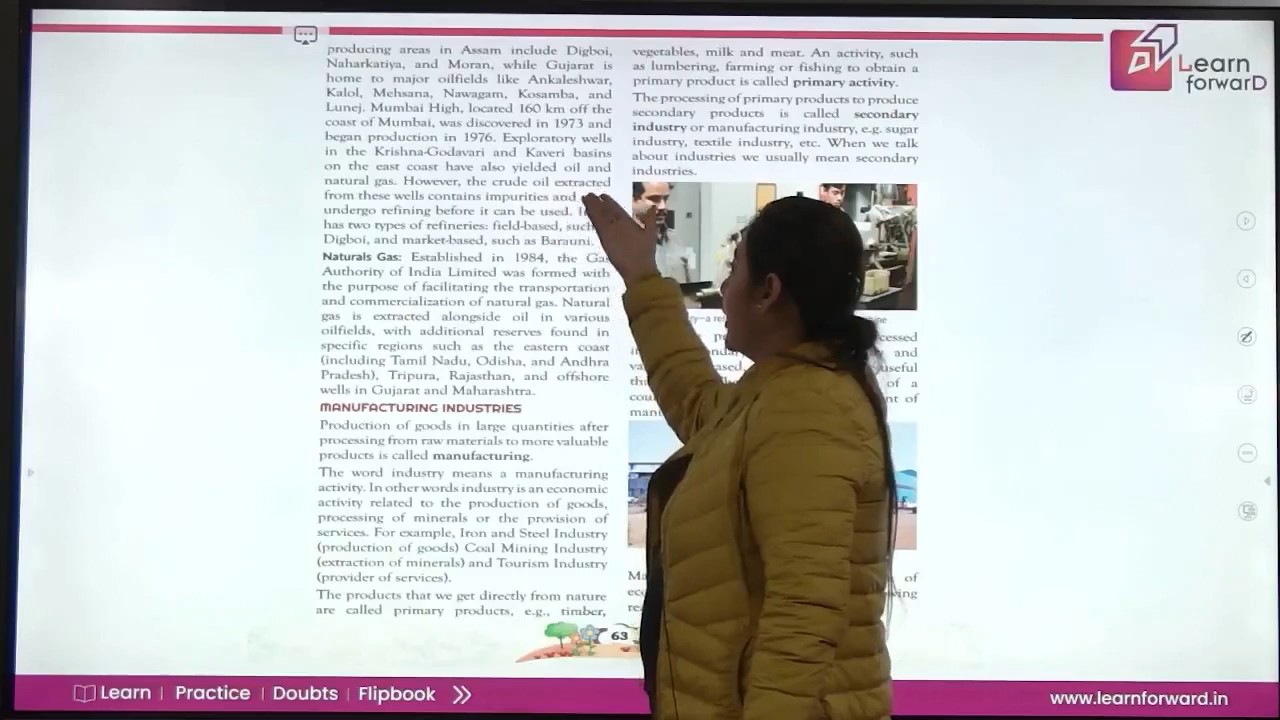 producing areas in Assam include Digboi,
Naharkatiya, and Moran, while Gujarat is
home to major oilfields like Ankaleshwar,
Kalol, Mehsana, Nawagam, Kosamba, and
Lunej. Mumbai High, located 160 km off the
coast of Mumbai, was discovered in 1973 and
began production in 1976. Exploratory wells
in the Krishna-Godavari and Kaveri basins
on the east coast have also yielded oil and
natural gas. However, the crude oil extracted
from these wells contains impurities and
undergo refining before it can be used.
has two types of refineries: field-based, such
Digboi, and market-based, such as Barauni.
Naturals Gas: Established in 1984, the Gas
Authority of India Limited was formed with
the purpose of facilitating the transportation
and commercialization of natural gas. Natural
gas is extracted alongside oil in various
oilfields, with additional reserves found in
specific regions such as the eastern coast
(including Tamil Nadu, Odisha, and Andhra
Pradesh), Tripura, Rajasthan, and offshore
wells in Gujarat and Maharashtra.
MANUFACTURING INDUSTRIES
Production of goods in large quantities after
processing from raw materials to more valuable
products is called manufacturing.
The word industry means a manufacturing
activity. In other words industry is an economic
activity related to the production of goods,
processing of minerals or the provision of
services. For example, Iron and Steel Industry
(production of goods) Coal Mining Industry
(extraction of minerals) and Tourism Industry
(provider of services).
The products that we get directly from nature
are called primary products, e.g., timber,
vegetables, milk and meat. An activity, such
as lumbering, farming or fishing to obtain a
primary product is called primary activity.
The processing of primary products to produce
secondary products is called secondary
industry or manufacturing industry, e.g. sugar
industry, textile industry, etc. When we talk
about industries we usually mean secondary
industries.
and
useful
of a
of
of
63
Learn
forwarD
Learn | Practice | Doubts | Flipbook
www.learnforward.in